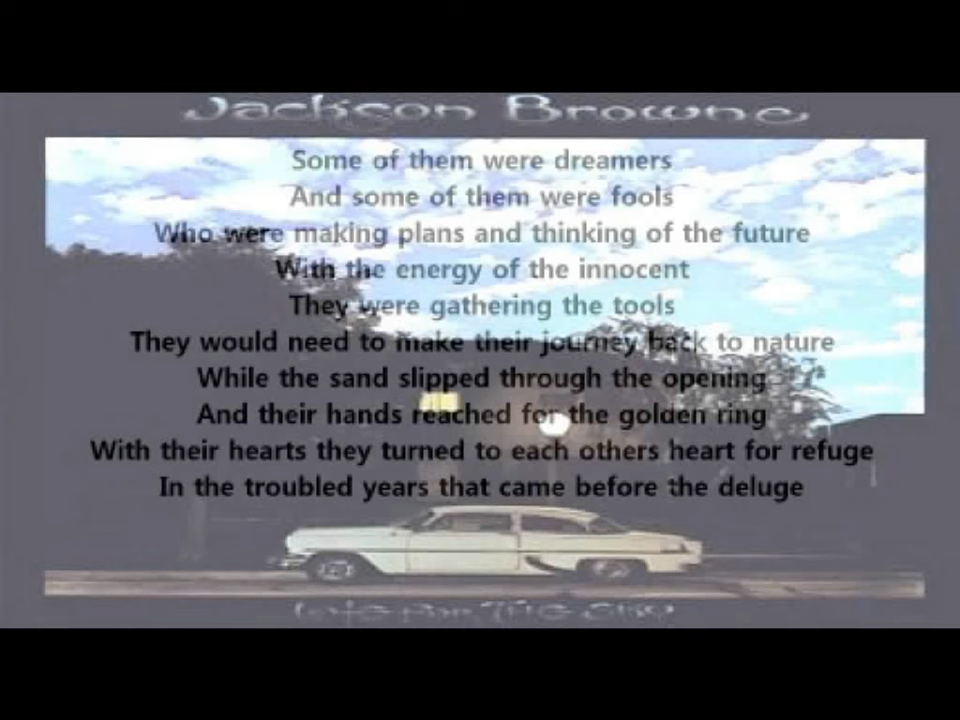 Jackson Browne
Some of them were dreamers
And some of them were fools
Who were making plans and thinking of the future
With the energy of the innocent
They were gathering the tools
They would need to make their journey back to nature
While the sand slipped through the opening
And their hands reached for the golden ring
With their hearts they turned to each others heart for refuge
In the troubled years that came before the deluge
Late For The Sky